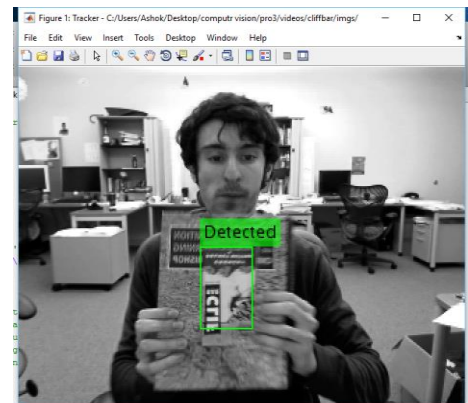 Figure 1: Tracker - C:/Users/Ashok/Desktop/computr vision/pro3/videos/cliffbar/imgs/
File Edit View Insert Tools Desktop Window Help
Detected
BISHOP